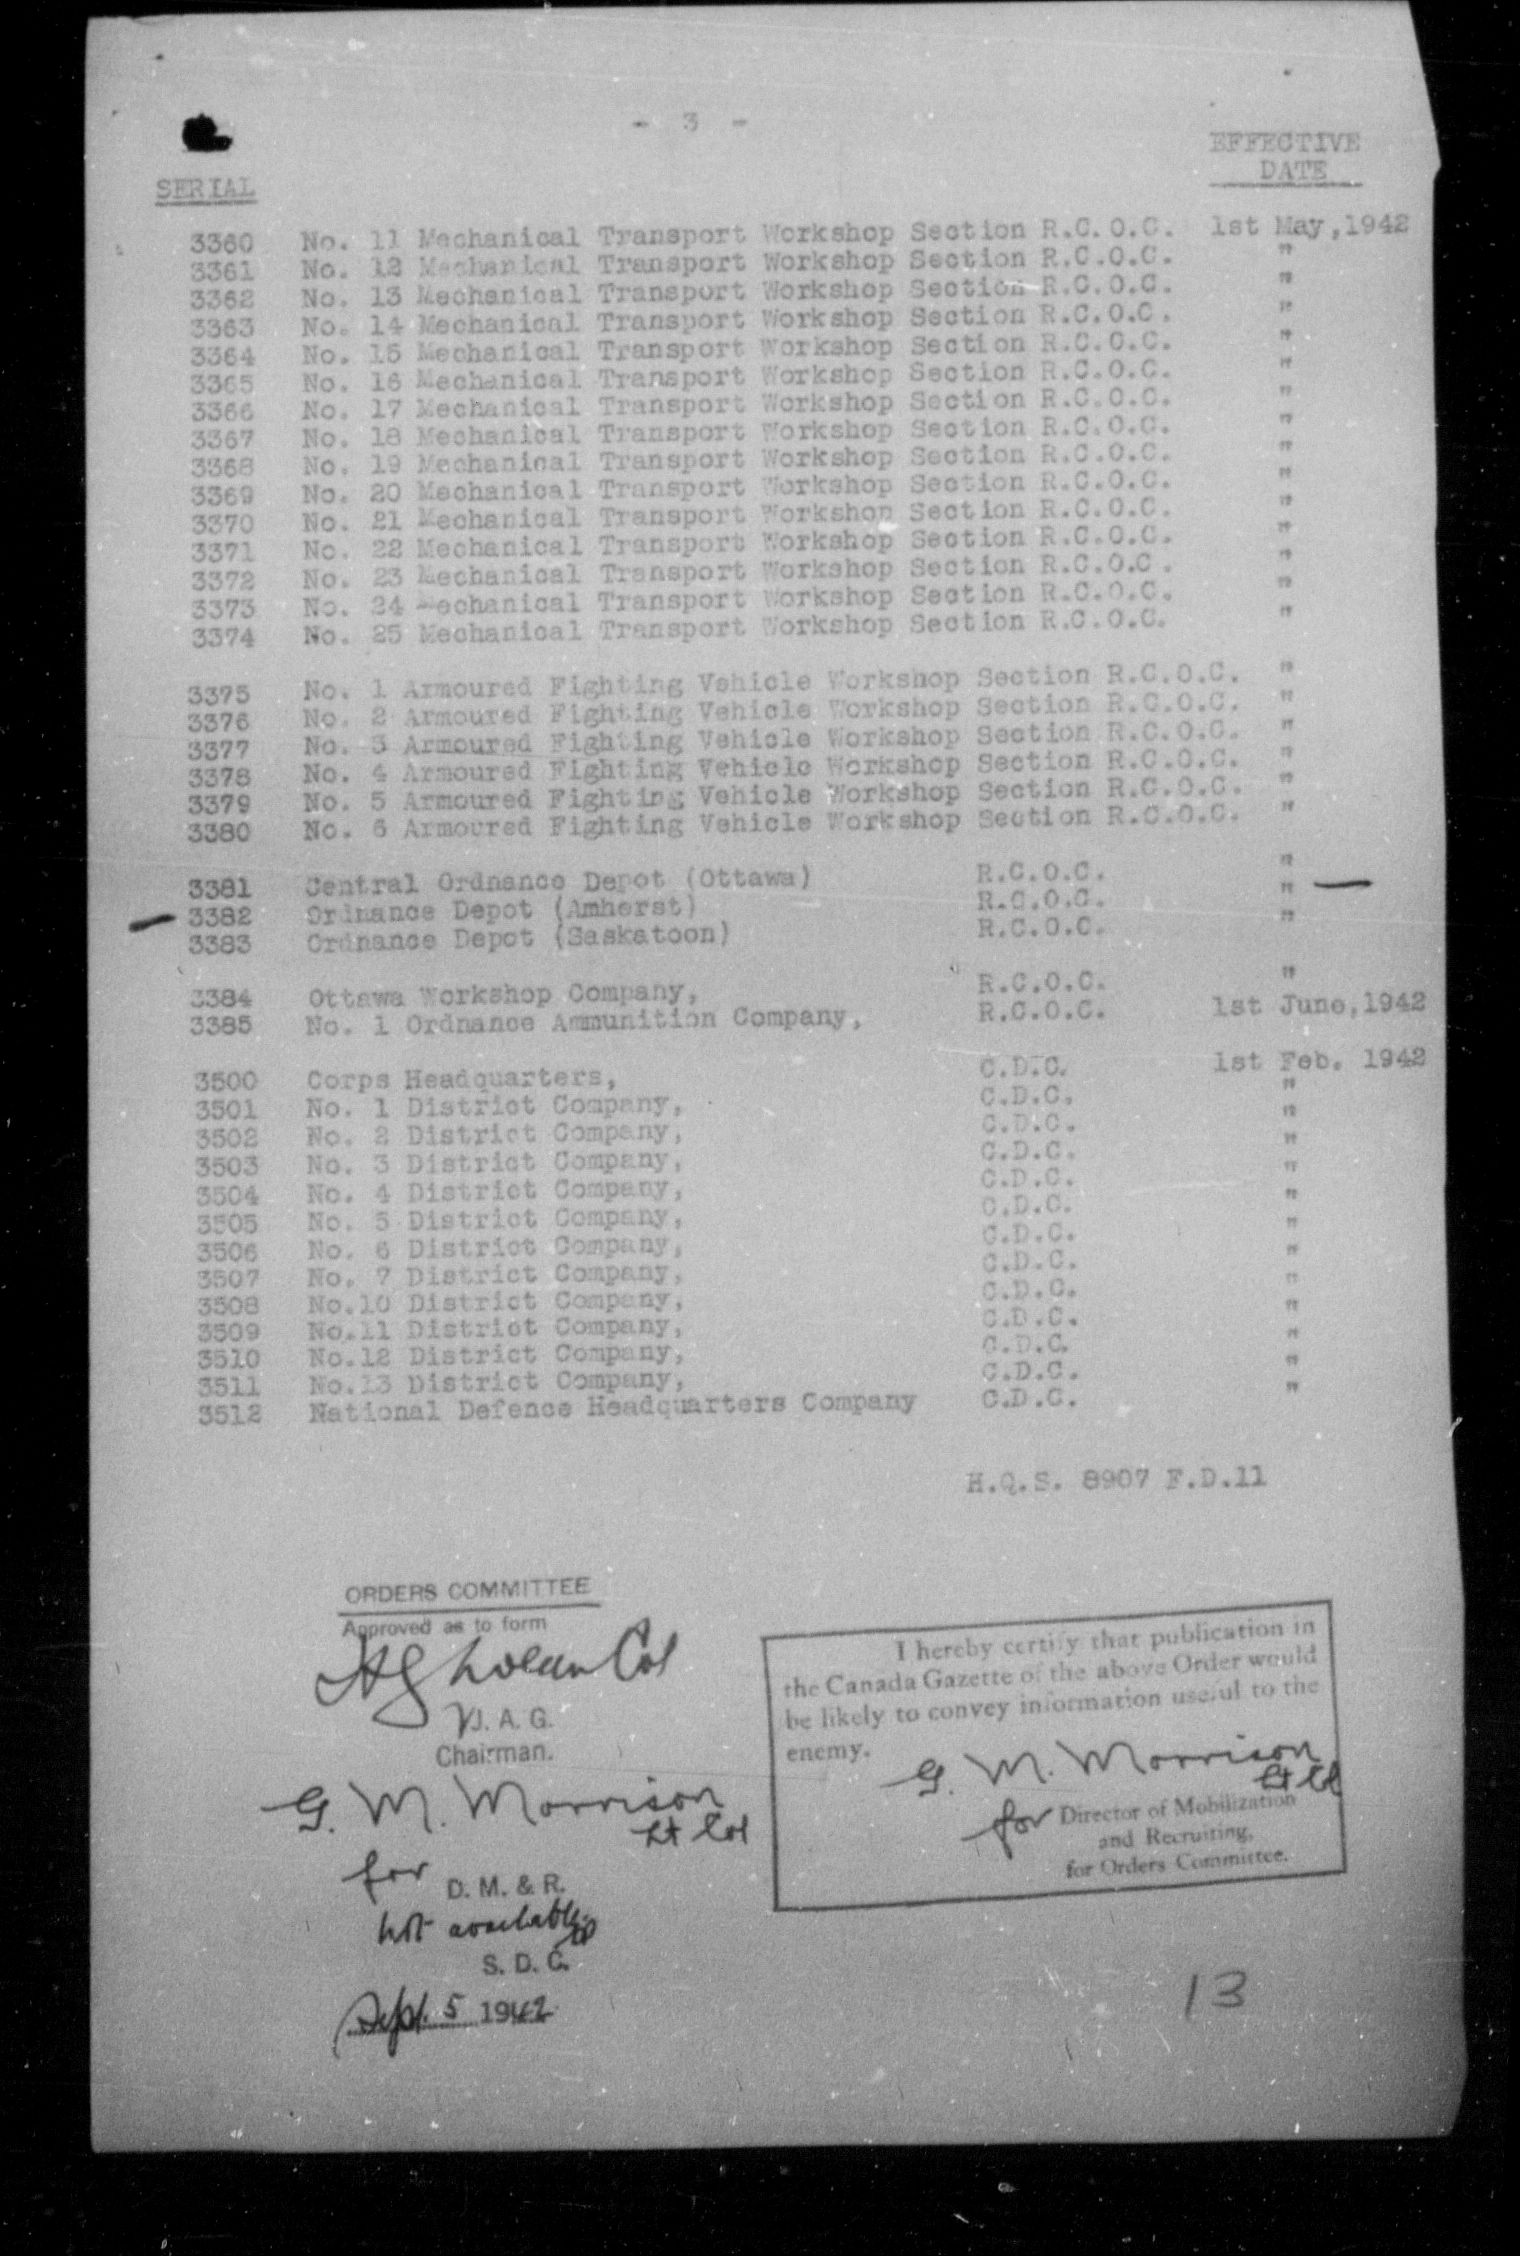 - 3 -
EFFECTIVE
DATE
SERIAL
3360 No. 11 Mechanical Transport Workshop Section R.C.O.C. 1st May,1942
3361 No. 12 Mechanical Transport Workshop Section R.C.O.C. "
3362 No. 13 Mechanical Transport Workshop Section R.C.O.C. "
3363 No. 14 Mechanical Transport Workshop Section R.C.O.C. "
3364 No. 15 Mechanical Transport Workshop Section R.C.O.C. "
3365 No. 16 Mechanical Transport Workshop Section R.C.O.C. "
3366 No. 17 Mechanical Transport Workshop Section R.C.O.C. "
3367 No. 18 Mechanical Transport Workshop Section R.C.O.C. "
3368 No. 19 Mechanical Transport Workshop Section R.C.O.C. "
3369 No. 20 Mechanical Transport Workshop Section R.C.O.C. "
3370 No. 21 Mechanical Transport Workshop Section R.C.O.C. "
3371 No. 22 Mechanical Transport Workshop Section R.C.O.C. "
3372 No. 23 Mechanical Transport Workshop Section R.C.O.C. "
3373 No. 24 Mechanical Transport Workshop Section R.C.O.C. "
3374 No. 25 Mechanical Transport Workshop Section R.C.O.C. "
3375 No. 1 Armoured Fighting Vehicle Workshop Section R.C.O.C. "
3376 No. 2 Armoured Fighting Vehicle Workshop Section R.C.O.C. "
3377 No. 3 Armoured Fighting Vehicle Workshop Section R.C.O.C. "
3378 No. 4 Armoured Fighting Vehicle Workshop Section R.C.O.C. "
3379 No. 5 Armoured Fighting Vehicle Workshop Section R.C.O.C. "
3380 No. 6 Armoured Fighting Vehicle Workshop Section R.C.O.C. "
3381 Central Ordnance Depot (Ottawa) R.C.O.C. "
3382 Ordnance Depot (Amherst) R.C.O.C. "
3383 Ordnance Depot (Saskatoon) R.C.O.C. "
3384 Ottawa Workshop Company, R.C.O.C. "
3385 No. 1 Ordnance Ammunition Company, R.C.O.C. 1st June,1942
3500 Corps Headquarters, C.D.C. 1st Feb. 1942
3501 No. 1 District Company, C.D.C. "
3502 No. 2 District Company, C.D.C. "
3503 No. 3 District Company, C.D.C. "
3504 No. 4 District Company, C.D.C. "
3505 No. 5 District Company, C.D.C. "
3506 No. 6 District Company, C.D.C. "
3507 No. 7 District Company, C.D.C. "
3508 No.10 District Company, C.D.C. "
3509 No.11 District Company, C.D.C. "
3510 No.12 District Company, C.D.C. "
3511 No.13 District Company, C.D.C. "
3512 National Defence Headquarters Company C.D.C. "
H.Q.S. 8907 F.D.11
ORDERS COMMITTEE
Approved as to form
Col
V J. A. G.
Chairman.
G. M. Morrison
Lt Col
for D. M. & R.
not available
S. D. C.
Sept. 5 1942
I hereby certify that publication in
the Canada Gazette of the above Order would
be likely to convey information useful to the
enemy.
G. M. Morrison
Lt Col
for Director of Mobilization
and Recruiting,
for Orders Committee.
13